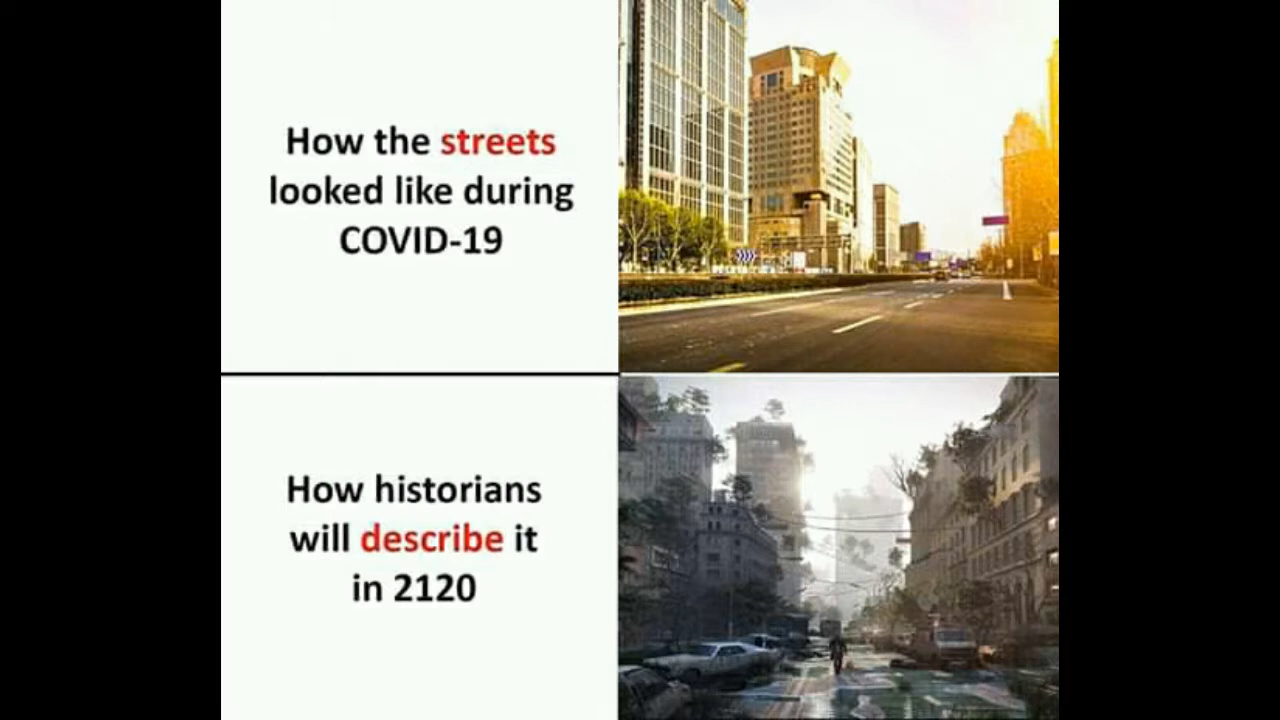 How the streets
looked like during
COVID-19
How historians
will describe it
in 2120